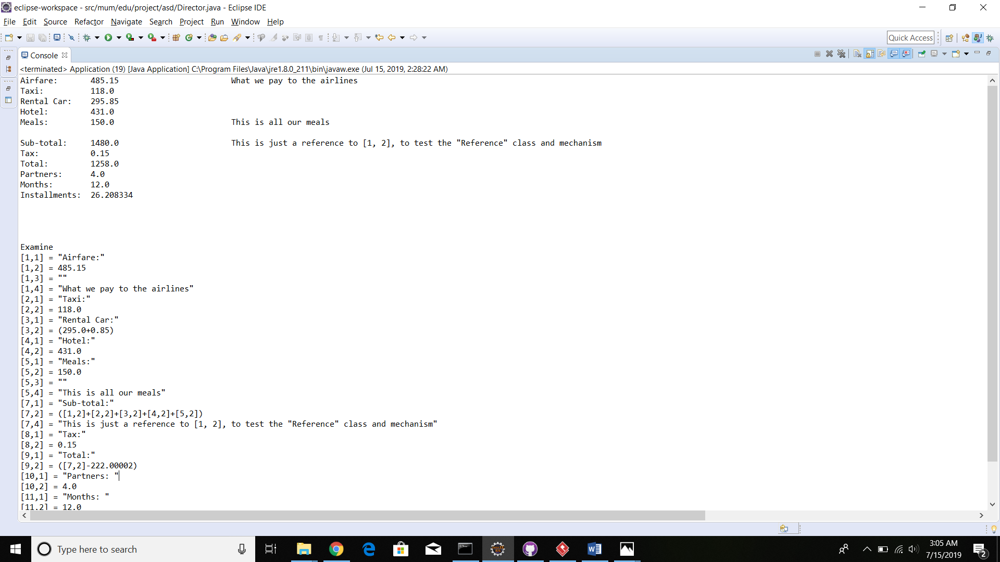 eclipse-workspace - src/mum/edu/project/asd/Director.java - Eclipse IDE
File Edit Source Refactor Navigate Search Project Run Window Help
Quick Access
Console
<terminated> Application (19) [Java Application] C:\Program Files\Java\jre1.8.0_211\bin\javaw.exe (Jul 15, 2019, 2:28:22 AM)
Airfare: 485.15 What we pay to the airlines
Taxi: 118.0
Rental Car: 295.85
Hotel: 431.0
Meals: 150.0 This is all our meals
Sub-total: 1480.0 This is just a reference to [1, 2], to test the "Reference" class and mechanism
Tax: 0.15
Total: 1258.0
Partners: 4.0
Months: 12.0
Installments: 26.208334
Examine
[1,1] = "Airfare:"
[1,2] = 485.15
[1,3] = ""
[1,4] = "What we pay to the airlines"
[2,1] = "Taxi:"
[2,2] = 118.0
[3,1] = "Rental Car:"
[3,2] = (295.0+0.85)
[4,1] = "Hotel:"
[4,2] = 431.0
[5,1] = "Meals:"
[5,2] = 150.0
[5,3] = ""
[5,4] = "This is all our meals"
[7,1] = "Sub-total:"
[7,2] = ([1,2]+[2,2]+[3,2]+[4,2]+[5,2])
[7,4] = "This is just a reference to [1, 2], to test the "Reference" class and mechanism"
[8,1] = "Tax:"
[8,2] = 0.15
[9,1] = "Total:"
[9,2] = ([7,2]-222.00002)
[10,1] = "Partners: "
[10,2] = 4.0
[11,1] = "Months: "
[11,2] = 12.0
Type here to search
3:05 AM
7/15/2019
2